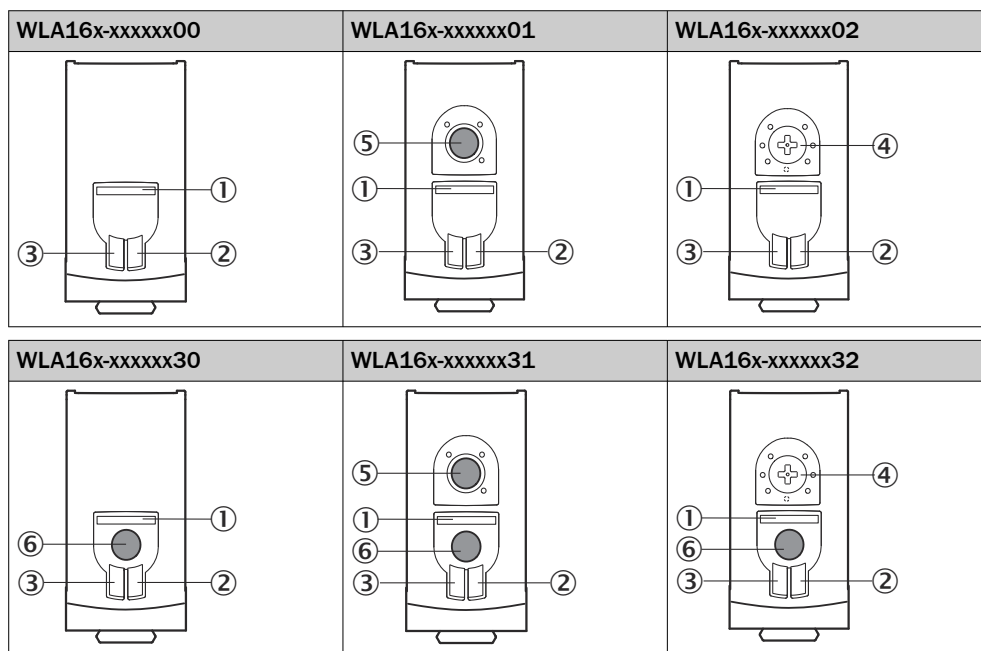 WLA16x-xxxxxx00 WLA16x-xxxxxx01 WLA16x-xxxxxx02
⑤ ④
① ① ①
③ ② ③ ② ③ ②
WLA16x-xxxxxx30 WLA16x-xxxxxx31 WLA16x-xxxxxx32
⑤ ④
① ① ①
⑥ ⑥ ⑥
③ ② ③ ② ③ ②